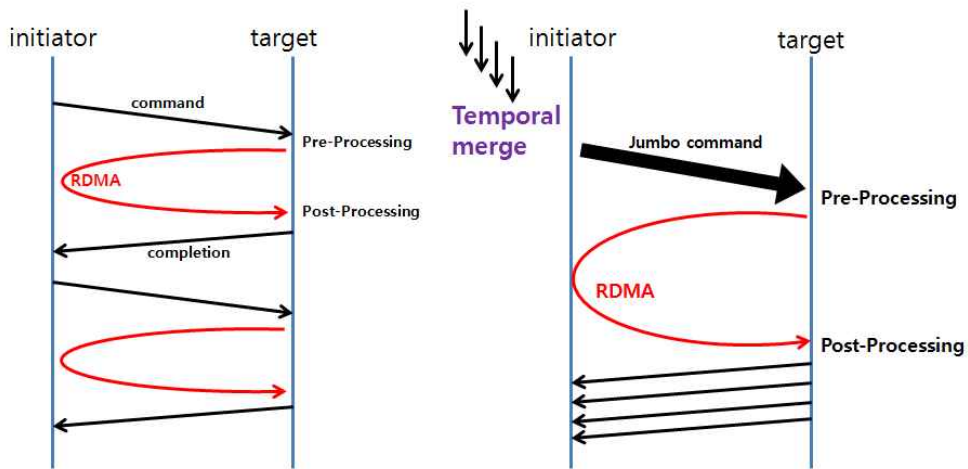 initiator
target
command
Pre-Processing
RDMA
Post-Processing
completion
initiator
target
Temporal
merge
Jumbo command
Pre-Processing
RDMA
Post-Processing